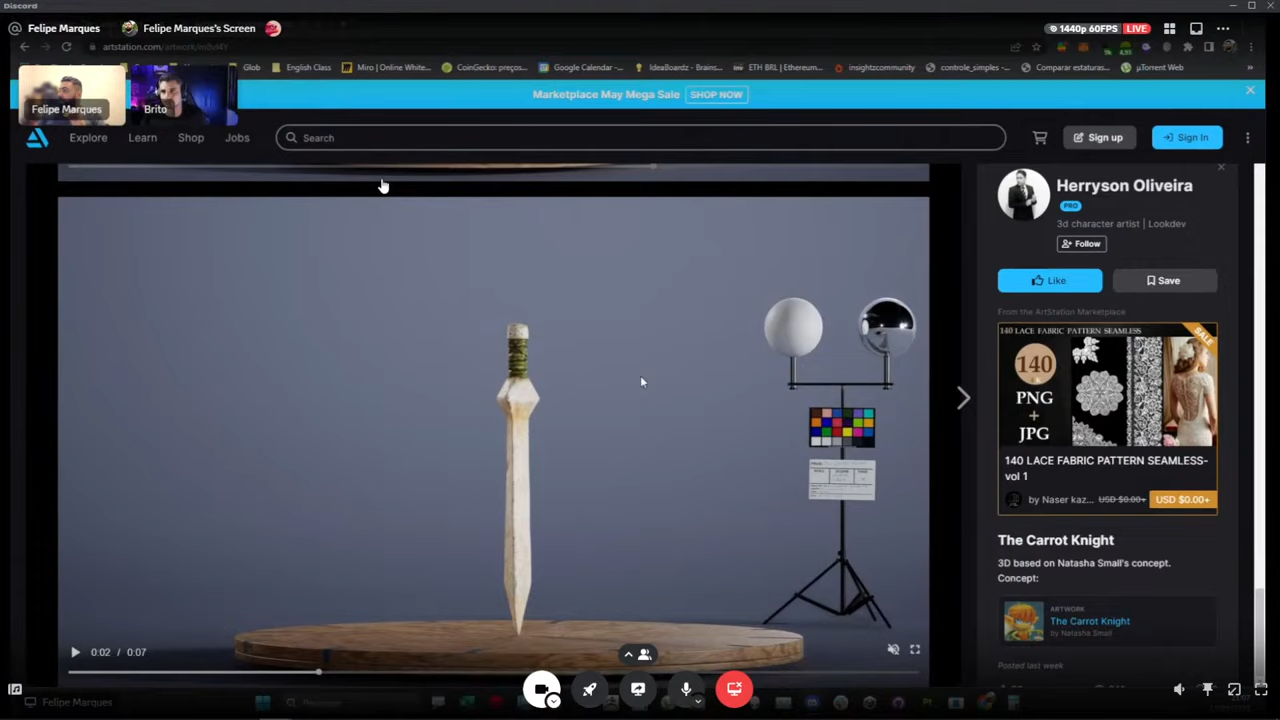 Discord
Felipe Marques
Felipe Marques's Screen
1440p 60FPS
LIVE
Glob
English Class
Miro | Online White...
CoinGecko: preços...
Google Calendar -...
IdeaBoardz - Brains...
ETH BRL | Ethereum...
insightzcommunity
controle_simples -...
Comparar estaturas...
µTorrent Web
»
Felipe Marques
Brito
Marketplace May Mega Sale
SHOP NOW
Explore
Learn
Shop
Jobs
Search
Sign up
Sign In
Herryson Oliveira
PRO
3d character artist | Lookdev
Follow
Like
Save
From the ArtStation Marketplace
140 LACE FABRIC PATTERN SEAMLESS
SALE
140
PNG
+
JPG
140 LACE FABRIC PATTERN SEAMLESS-
vol 1
by Naser kaz...
USD $0.00+
USD $0.00+
The Carrot Knight
3D based on Natasha Small's concept.
Concept:
ARTWORK
The Carrot Knight
by Natasha Small
Posted last week
0:02 / 0:07
Felipe Marques